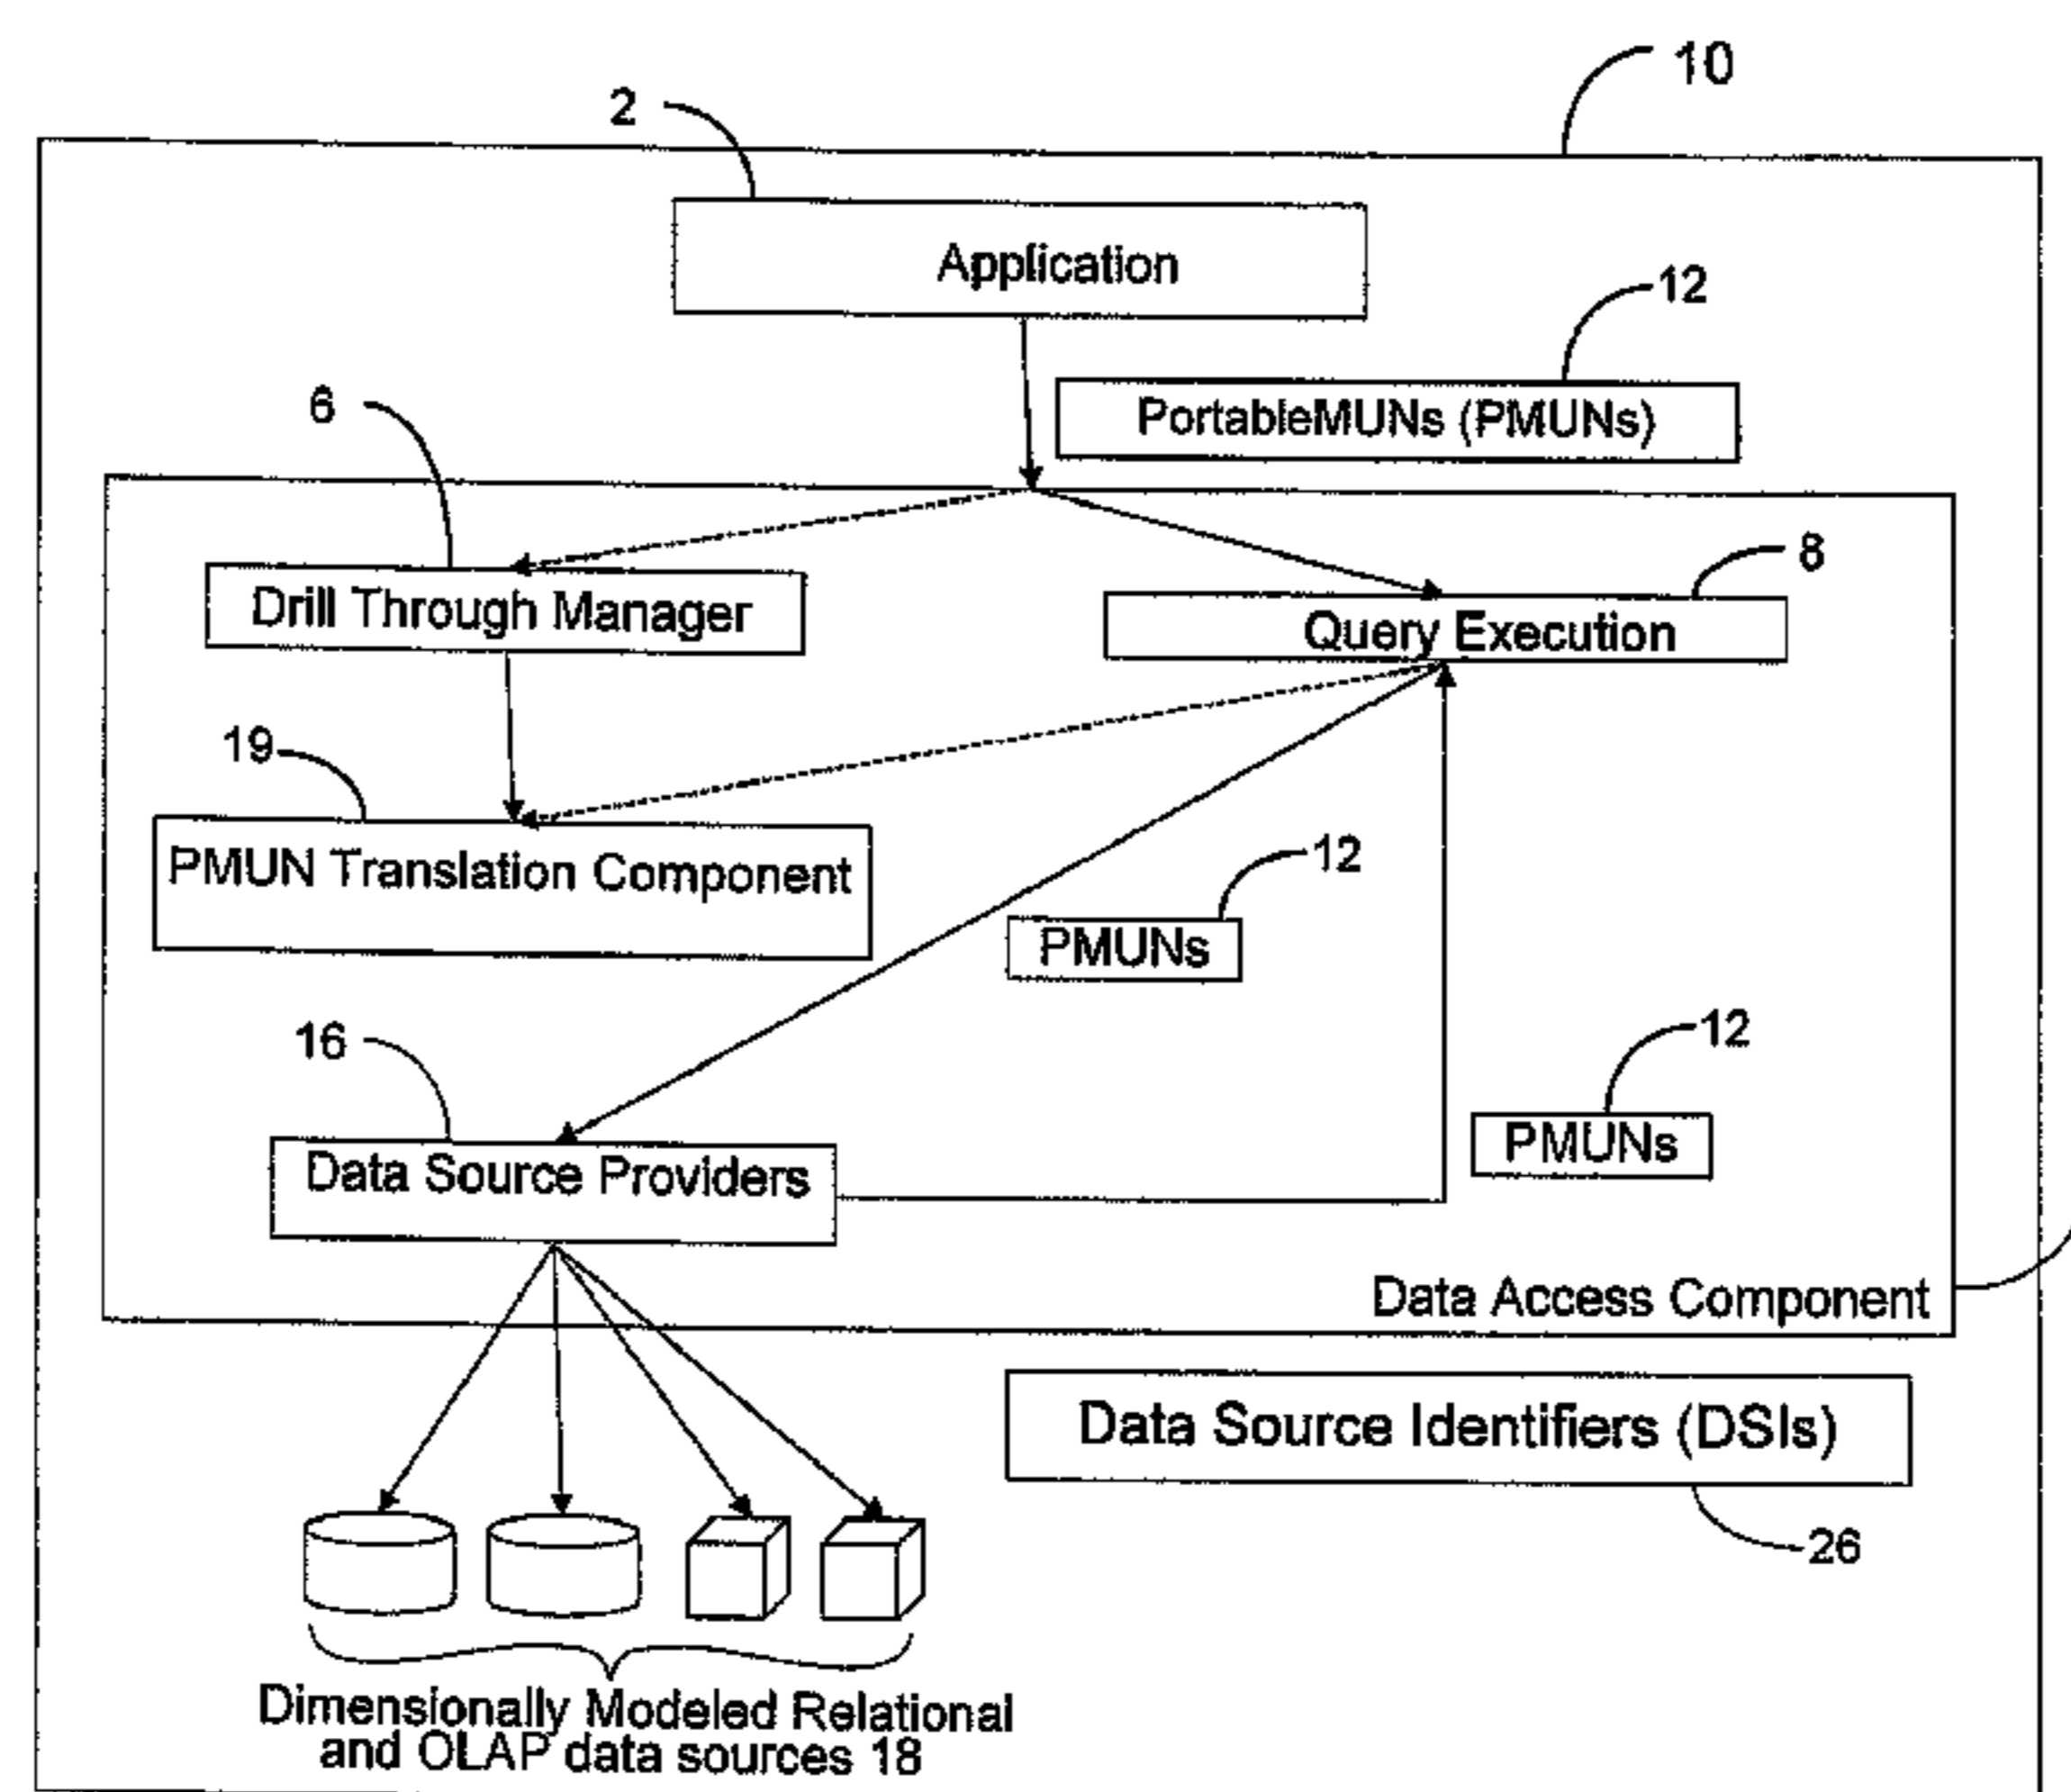 10
2
Application
12
PortableMUNs (PMUNs)
6
8
Drill Through Manager
Query Execution
19
PMUN Translation Component
12
PMUNs
16
12
Data Source Providers
PMUNs
Data Access Component
Data Source Identifiers (DSIs)
26
Dimensionally Modeled Relational
and OLAP data sources 18